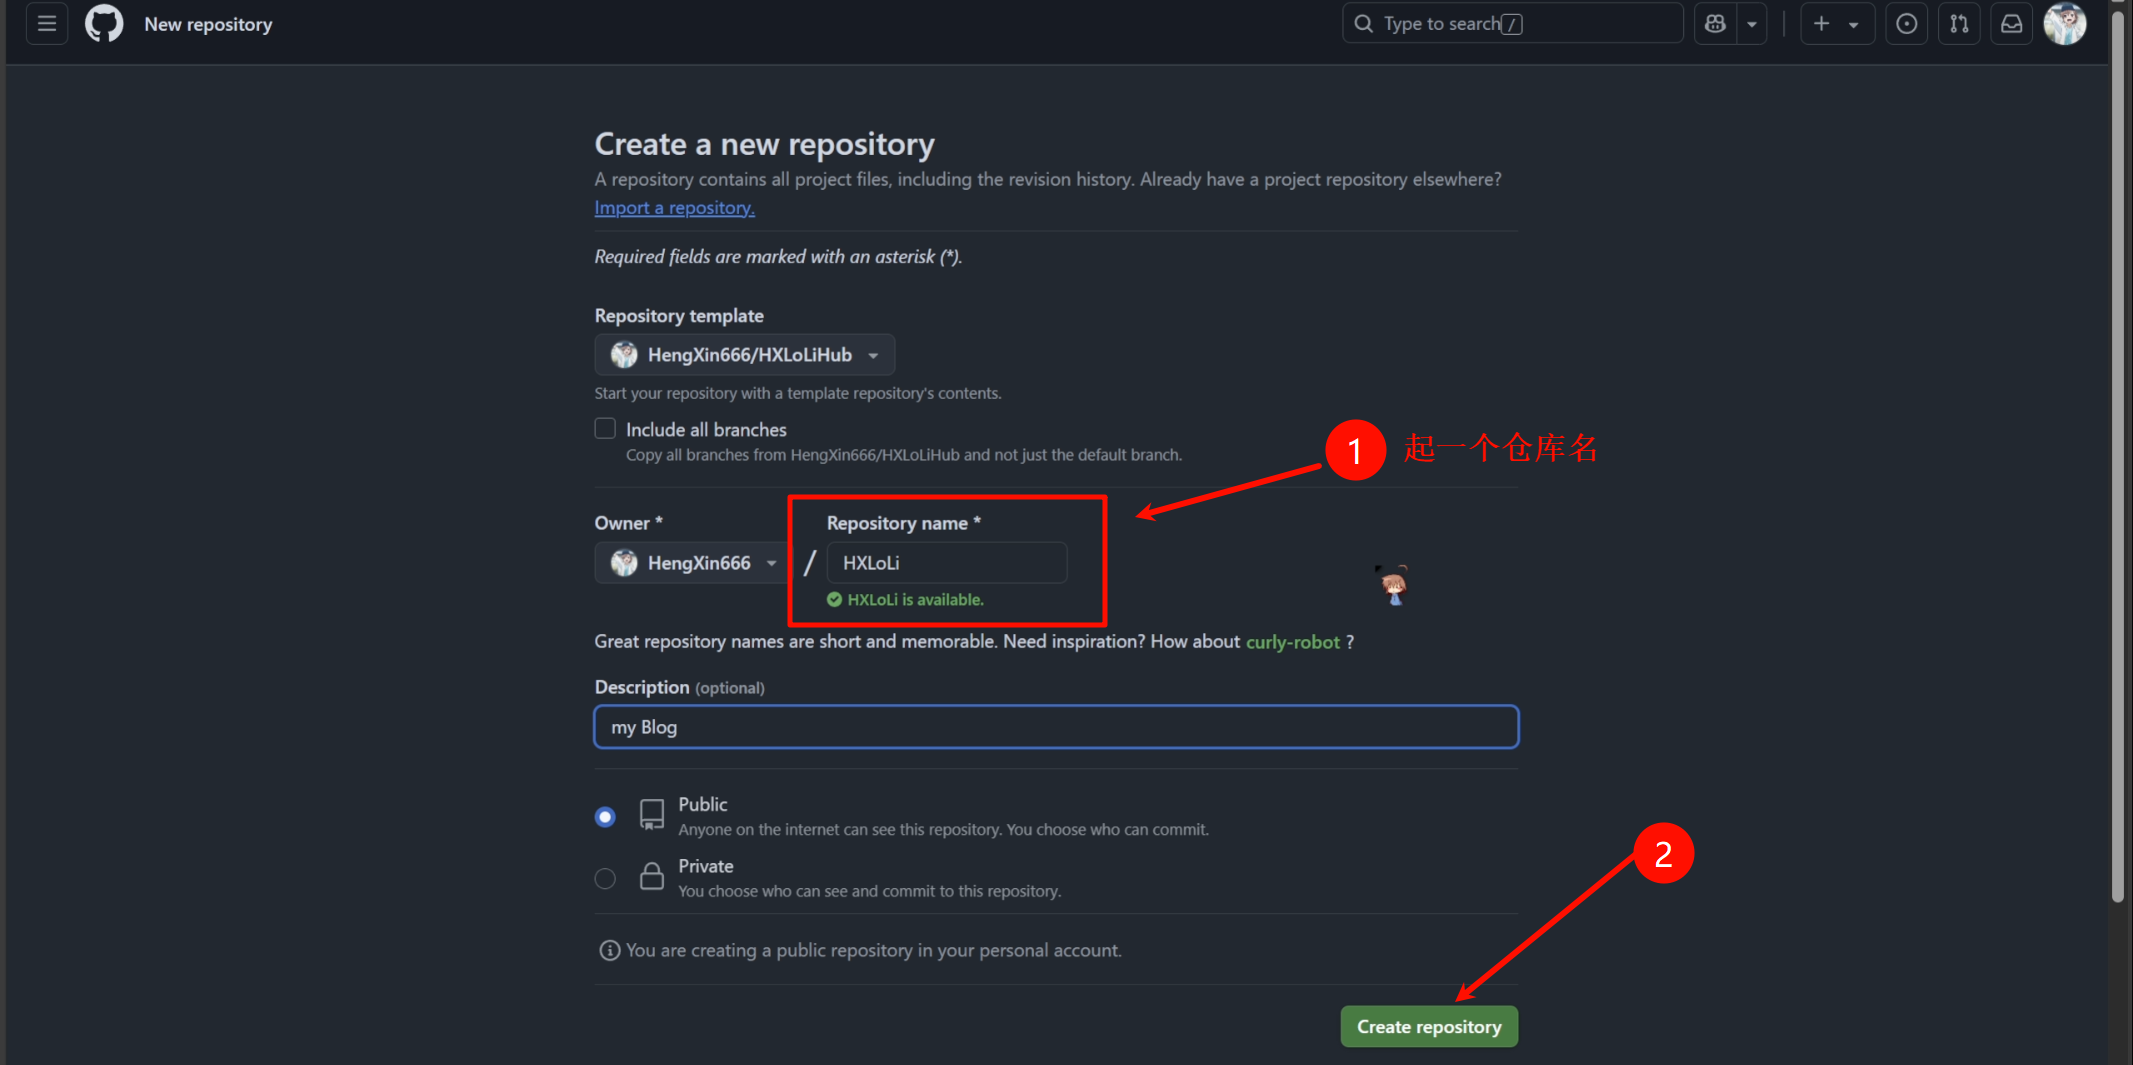 New repository
Type to search /
Create a new repository
A repository contains all project files, including the revision history. Already have a project repository elsewhere?
Import a repository.
Required fields are marked with an asterisk (*).
Repository template
HengXin666/HXLoLiHub
Start your repository with a template repository's contents.
Include all branches
Copy all branches from HengXin666/HXLoLiHub and not just the default branch.
1 起一个仓库名
Owner *
Repository name *
HengXin666 / HXLoLi
HXLoLi is available.
Great repository names are short and memorable. Need inspiration? How about curly-robot ?
Description (optional)
my Blog
Public
Anyone on the internet can see this repository. You choose who can commit.
Private
You choose who can see and commit to this repository.
2
You are creating a public repository in your personal account.
Create repository